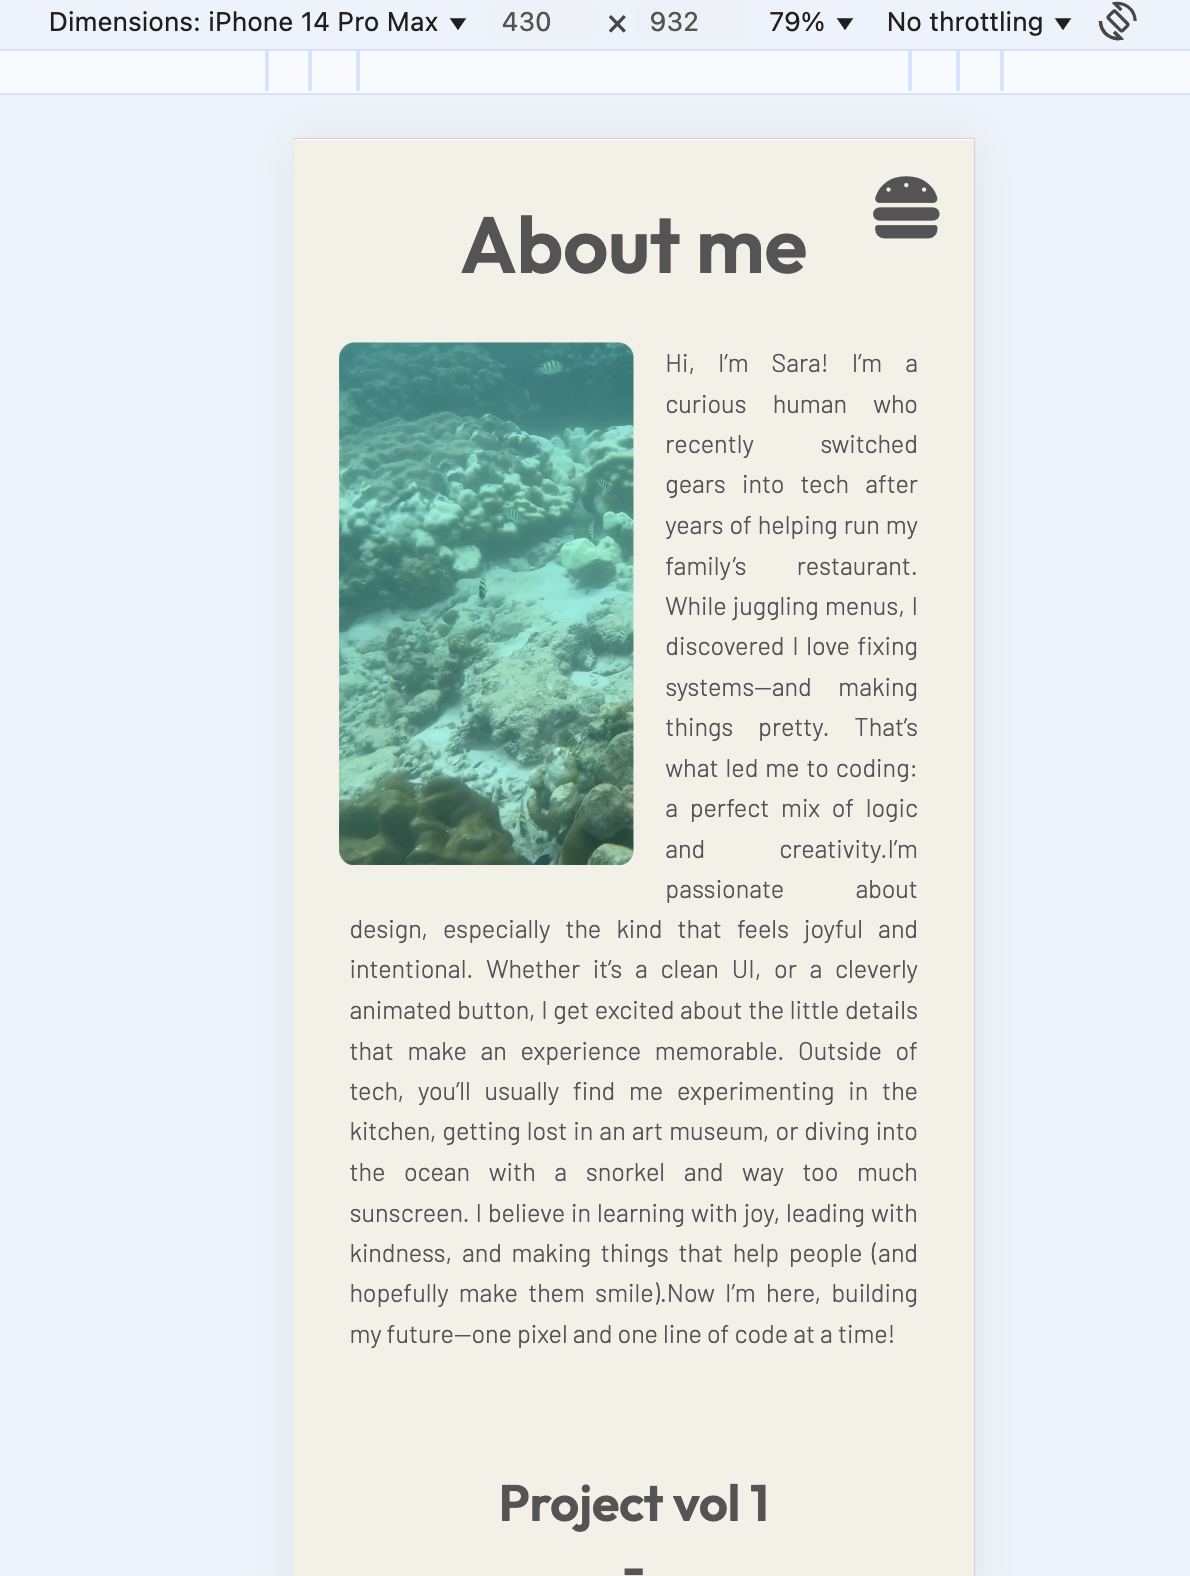 Dimensions: iPhone 14 Pro Max ▼ 430 × 932 79% ▼ No throttling ▼
About me
Hi, I’m Sara! I’m a
curious human who
recently switched
gears into tech after
years of helping run my
family’s restaurant.
While juggling menus, I
discovered I love fixing
systems—and making
things pretty. That’s
what led me to coding:
a perfect mix of logic
and creativity.I’m
passionate about
design, especially the kind that feels joyful and
intentional. Whether it’s a clean UI, or a cleverly
animated button, I get excited about the little details
that make an experience memorable. Outside of
tech, you’ll usually find me experimenting in the
kitchen, getting lost in an art museum, or diving into
the ocean with a snorkel and way too much
sunscreen. I believe in learning with joy, leading with
kindness, and making things that help people (and
hopefully make them smile).Now I’m here, building
my future—one pixel and one line of code at a time!
Project vol 1